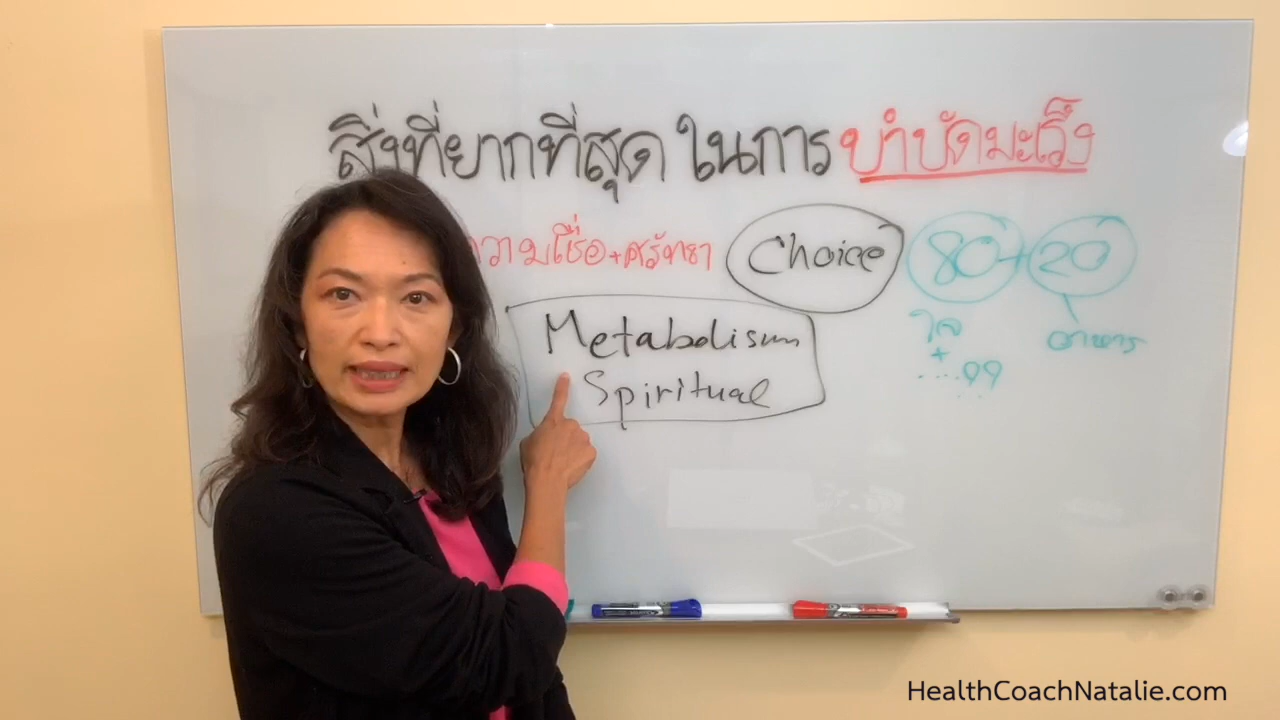 สิ่งที่ยากที่สุด ในการ บำบัดมะเร็ง
ความเชื่อ+ศรัทธา Choice 80+20
Metabolism
Spiritual
ใจ
+
อาหาร
HealthCoachNatalie.com